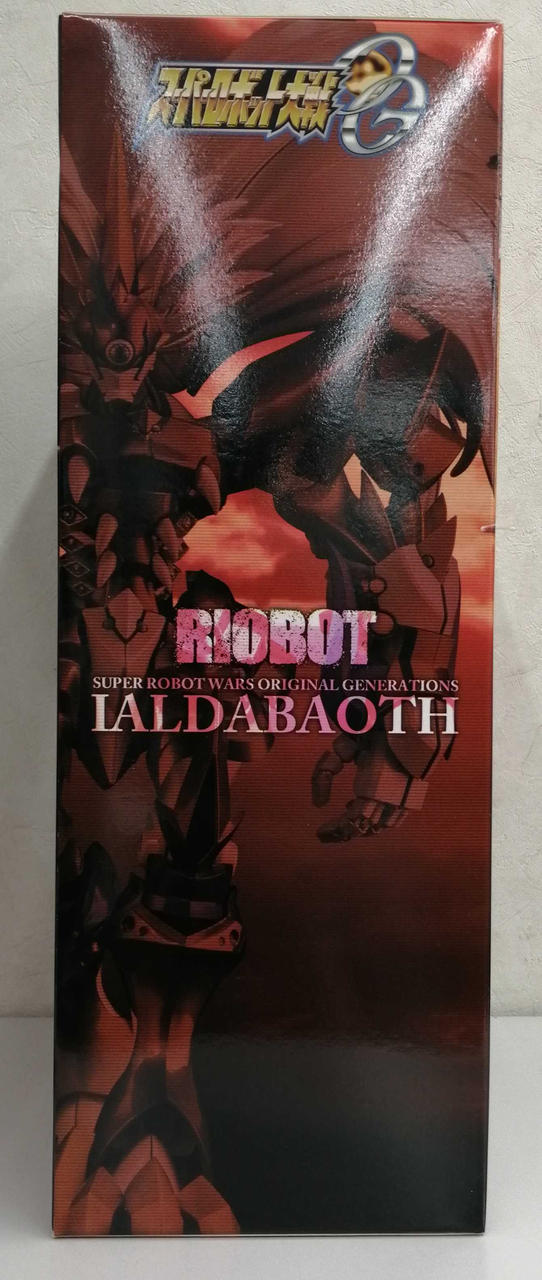 スーパーロボット大戦OG
RIOBOT
SUPER ROBOT WARS ORIGINAL GENERATIONS
IALDABAOTH